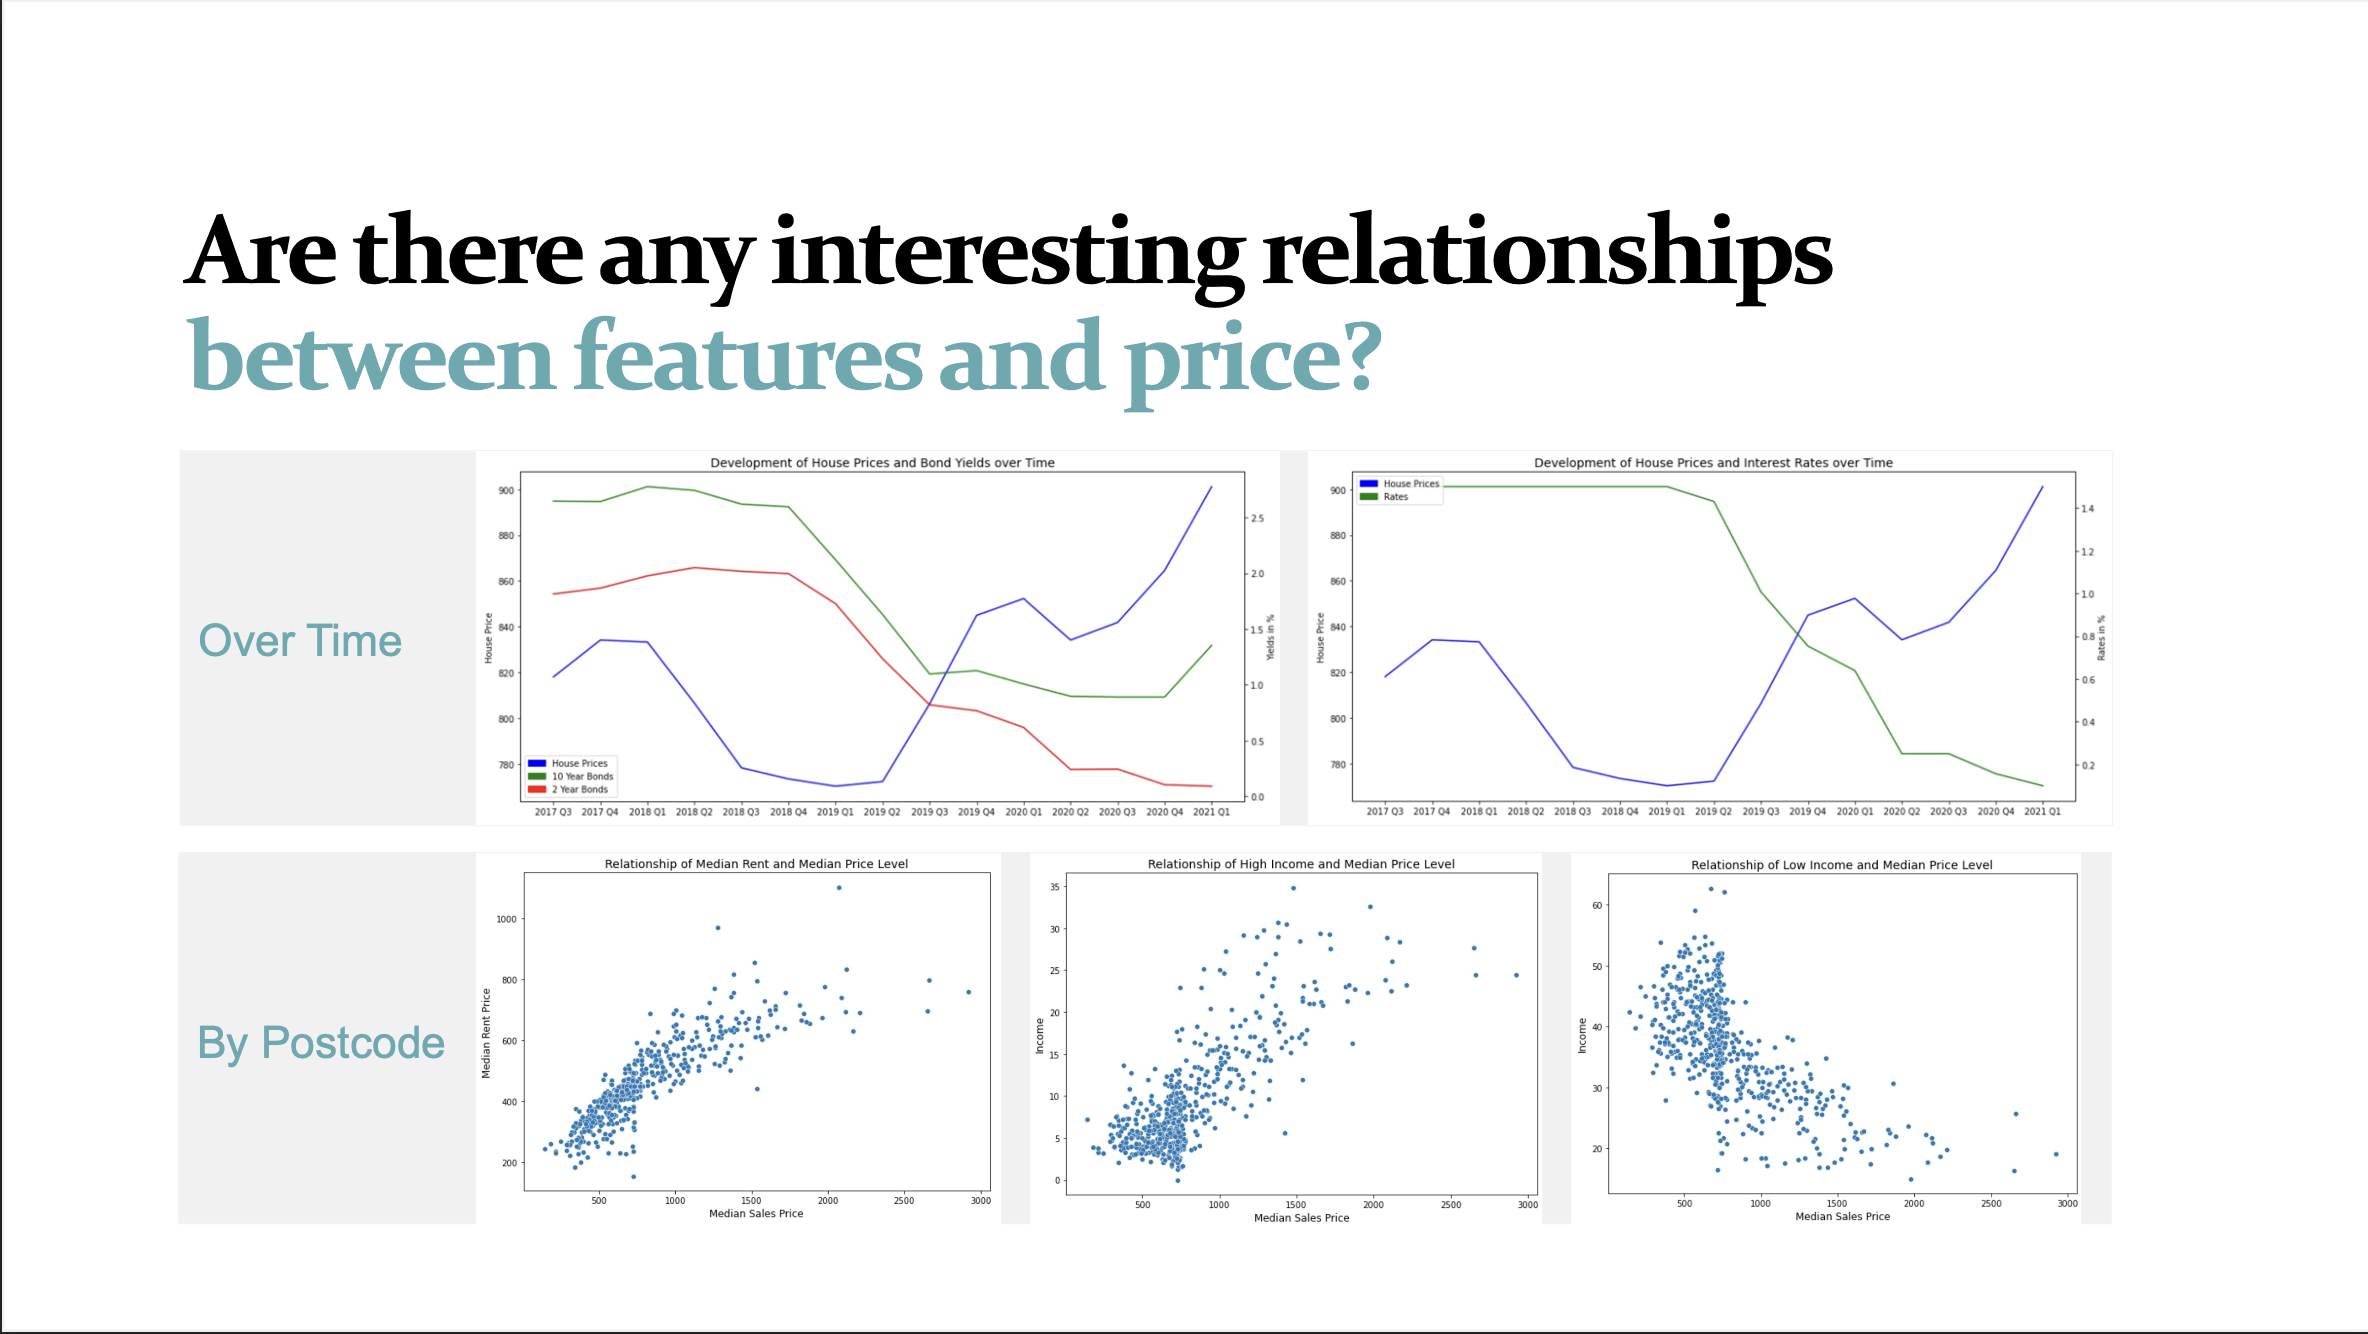 Are there any interesting relationships
between features and price?
Over Time
Development of House Prices and Bond Yields over Time
House Price
900
880
860
840
820
800
780
2.5
2.0
1.5
1.0
0.5
0.0
Yields in %
House Prices
10 Year Bonds
2 Year Bonds
2017 Q3 2017 Q4 2018 Q1 2018 Q2 2018 Q3 2018 Q4 2019 Q1 2019 Q2 2019 Q3 2019 Q4 2020 Q1 2020 Q2 2020 Q3 2020 Q4 2021 Q1
Development of House Prices and Interest Rates over Time
House Prices
Rates
House Price
900
880
860
840
820
800
780
1.4
1.2
1.0
0.8
0.6
0.4
0.2
Rates in %
2017 Q3 2017 Q4 2018 Q1 2018 Q2 2018 Q3 2018 Q4 2019 Q1 2019 Q2 2019 Q3 2019 Q4 2020 Q1 2020 Q2 2020 Q3 2020 Q4 2021 Q1
By Postcode
Relationship of Median Rent and Median Price Level
Median Rent Price
1000
800
600
400
200
500 1000 1500 2000 2500 3000
Median Sales Price
Relationship of High Income and Median Price Level
Income
35
30
25
20
15
10
5
0
500 1000 1500 2000 2500 3000
Median Sales Price
Relationship of Low Income and Median Price Level
Income
60
50
40
30
20
500 1000 1500 2000 2500 3000
Median Sales Price